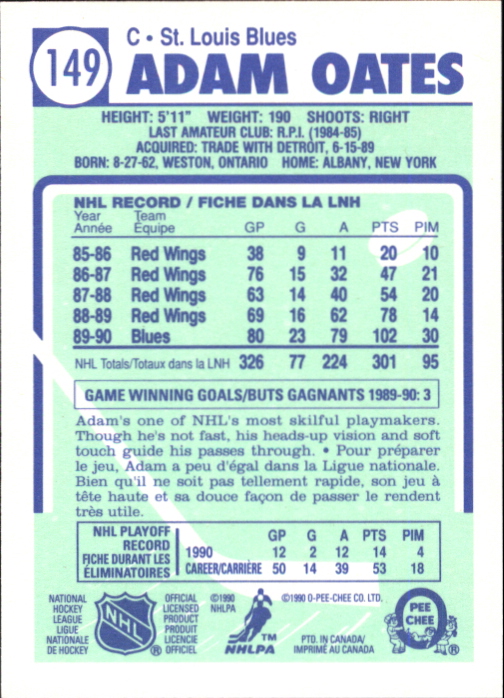 149
C • St. Louis Blues
ADAM OATES
HEIGHT: 5'11" WEIGHT: 190 SHOOTS: RIGHT
LAST AMATEUR CLUB: R.P.I. (1984-85)
ACQUIRED: TRADE WITH DETROIT, 6-15-89
BORN: 8-27-62, WESTON, ONTARIO HOME: ALBANY, NEW YORK
NHL RECORD / FICHE DANS LA LNH
Year Team
Année Équipe GP G A PTS PIM
85-86 Red Wings 38 9 11 20 10
86-87 Red Wings 76 15 32 47 21
87-88 Red Wings 63 14 40 54 20
88-89 Red Wings 69 16 62 78 14
89-90 Blues 80 23 79 102 30
NHL Totals/Totaux dans la LNH 326 77 224 301 95
GAME WINNING GOALS/BUTS GAGNANTS 1989-90: 3
Adam's one of NHL's most skilful playmakers.
Though he's not fast, his heads-up vision and soft
touch guide his passes through. • Pour préparer
le jeu, Adam a peu d'égal dans la Ligue nationale.
Bien qu'il ne soit pas tellement rapide, son jeu à
tête haute et sa douce façon de passer le rendent
très utile.
NHL PLAYOFF RECORD
FICHE DURANT LES ÉLIMINATOIRES
GP G A PTS PIM
1990 12 2 12 14 4
CAREER/CARRIÈRE 50 14 39 53 18
NATIONAL
HOCKEY
LEAGUE
LIGUE
NATIONALE
DE HOCKEY
NHL
®
OFFICIAL
LICENSED
PRODUCT
PRODUIT
LICENCIE
OFFICIEL
©1990
NHLPA
TM
NHLPA
©1990 O-PEE-CHEE CO. LTD.
PTD. IN CANADA/
IMPRIMÉ AU CANADA
PEE
CHEE
®